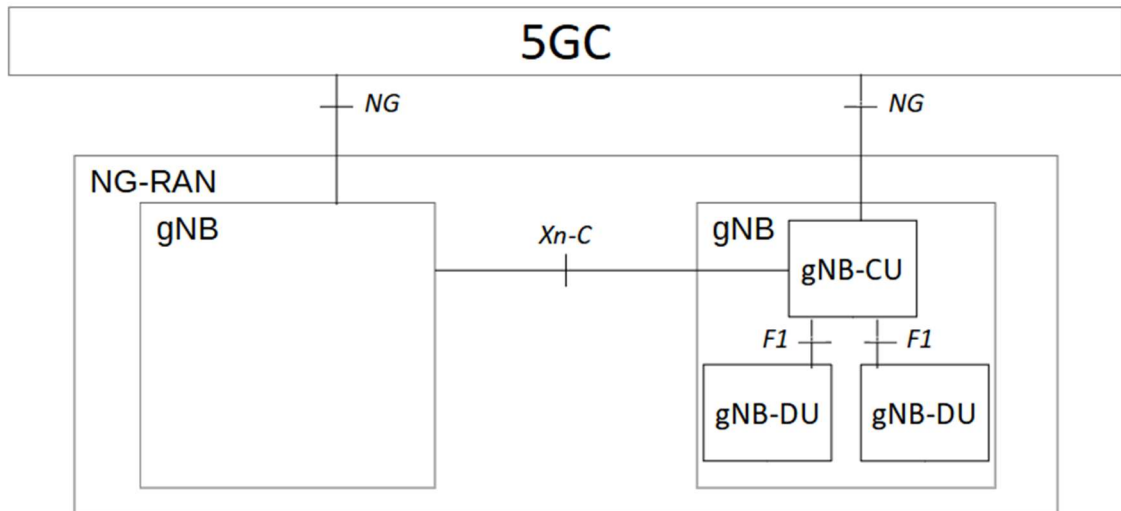 5GC
NG
NG
NG-RAN
gNB
Xn-C
gNB
gNB-CU
F1
F1
gNB-DU
gNB-DU